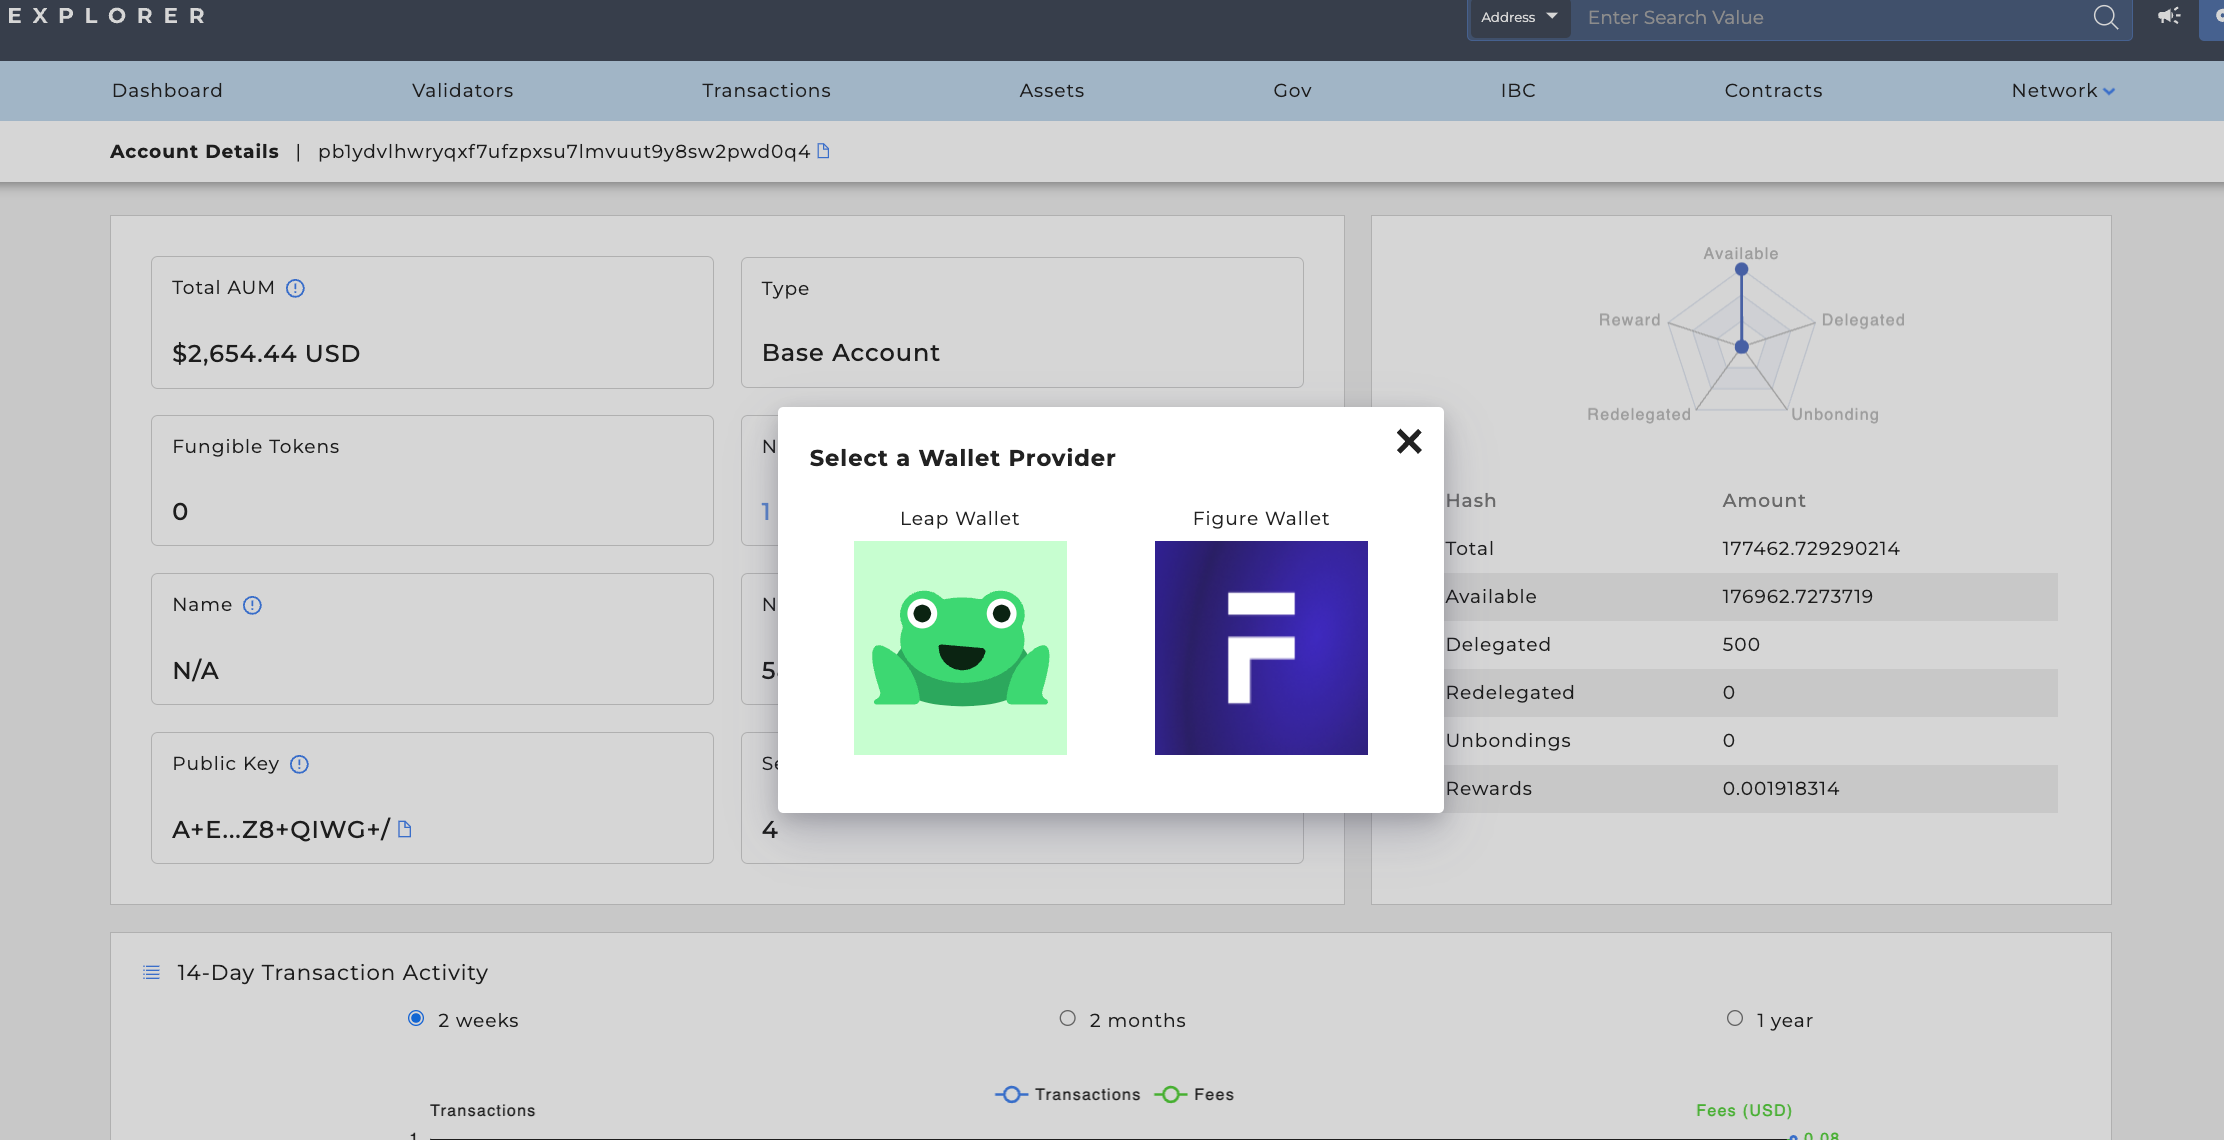 EXPLORER
Address
Enter Search Value
Dashboard
Validators
Transactions
Assets
Gov
IBC
Contracts
Network
Account Details | pb1ydvlhwryqxf7ufzpxsu7lmvuut9y8sw2pwd0q4
Total AUM
$2,654.44 USD
Type
Base Account
Fungible Tokens
0
N
1
Name
N/A
N
Public Key
A+E...Z8+QIWG+/
Se
4
Select a Wallet Provider
Leap Wallet
Figure Wallet
F
Available
Reward
Delegated
Redelegated
Unbonding
Hash Amount
Total 177462.729290214
Available 176962.7273719
Delegated 500
Redelegated 0
Unbondings 0
Rewards 0.001918314
14-Day Transaction Activity
2 weeks
2 months
1 year
Transactions
Fees
Transactions
Fees (USD)
1
0.08